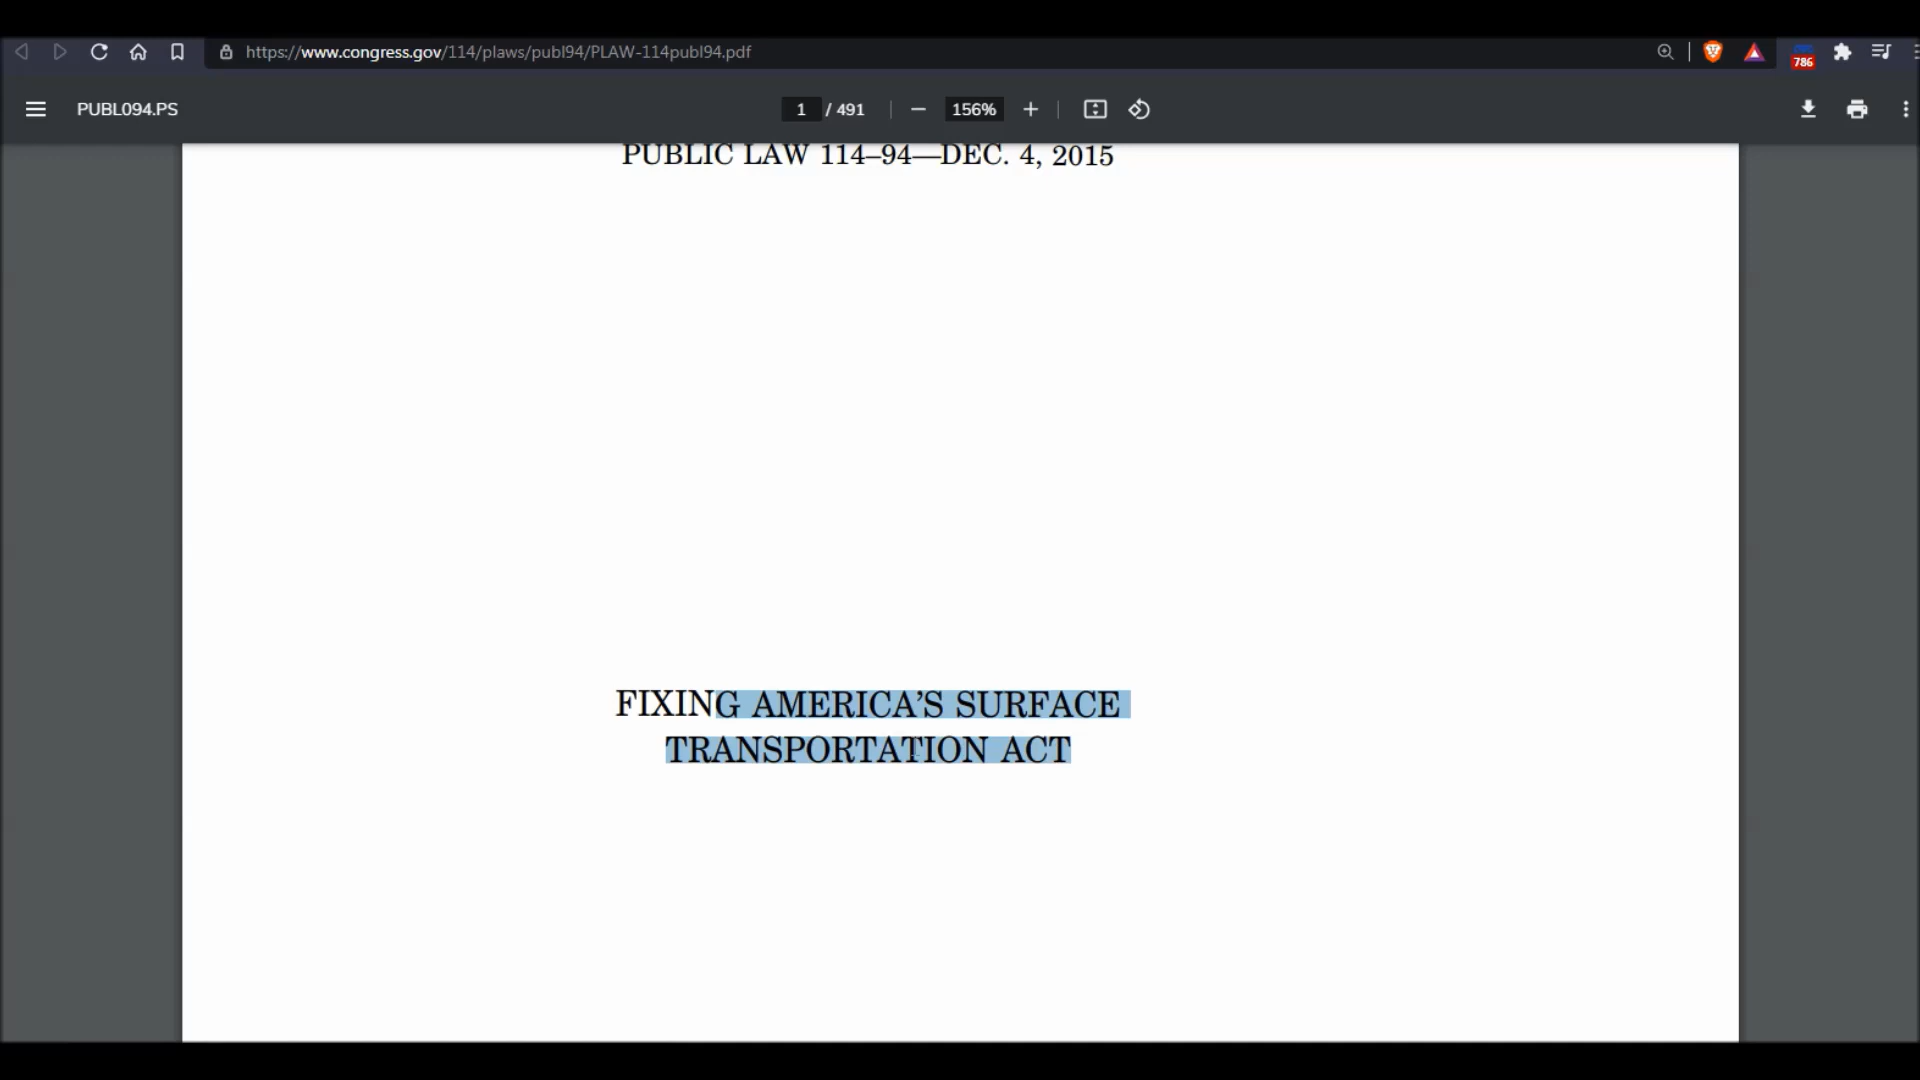 https://www.congress.gov/114/plaws/publ94/PLAW-114publ94.pdf
786
PUBL094.PS
1 / 491
156%
PUBLIC LAW 114–94—DEC. 4, 2015
FIXING AMERICA’S SURFACE
TRANSPORTATION ACT